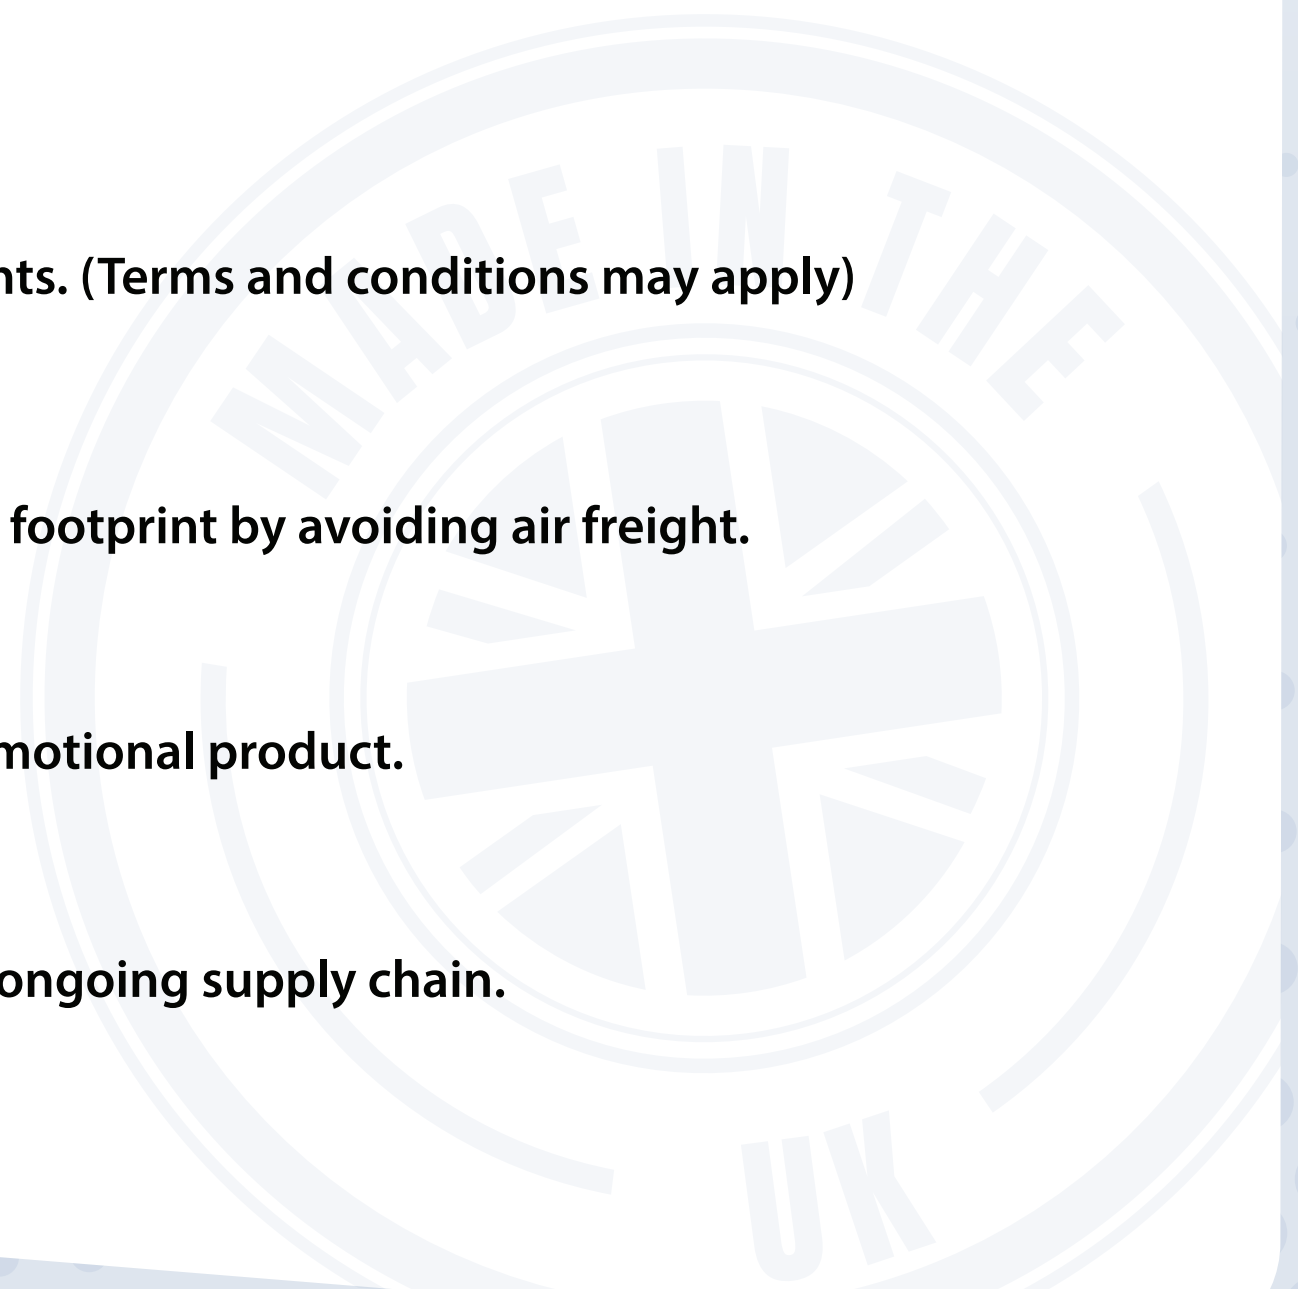 nts. (Terms and conditions may apply)
footprint by avoiding air freight.
motional product.
ongoing supply chain.
MADE IN THE
UK